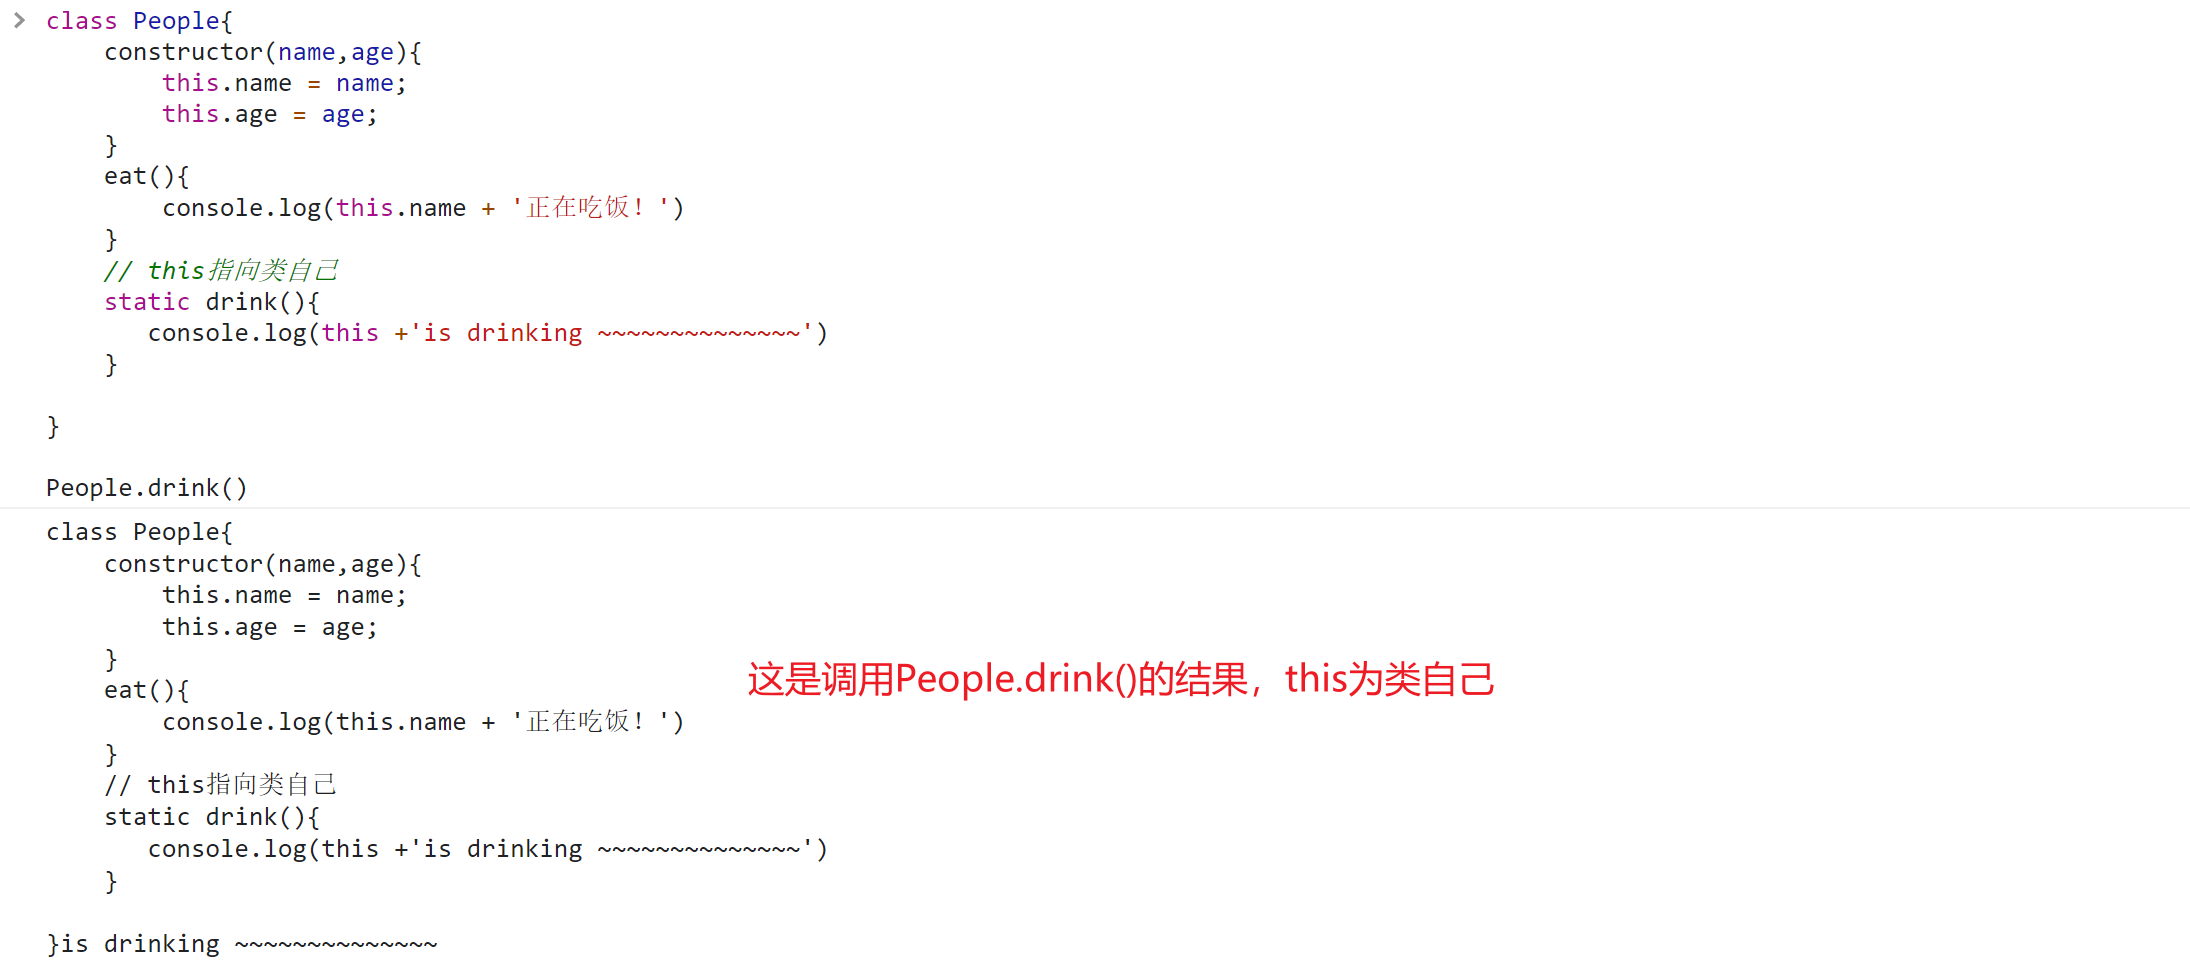 class People{
    constructor(name,age){
        this.name = name;
        this.age = age;
    }
    eat(){
        console.log(this.name + '正在吃饭！')
    }
    // this指向类自己
    static drink(){
       console.log(this +'is drinking ~~~~~~~~~~~~~~')
    }
}
People.drink()
class People{
    constructor(name,age){
        this.name = name;
        this.age = age;
    }
这是调用People.drink()的结果，this为类自己
    eat(){
        console.log(this.name + '正在吃饭！')
    }
    // this指向类自己
    static drink(){
       console.log(this +'is drinking ~~~~~~~~~~~~~~')
    }
}is drinking ~~~~~~~~~~~~~~